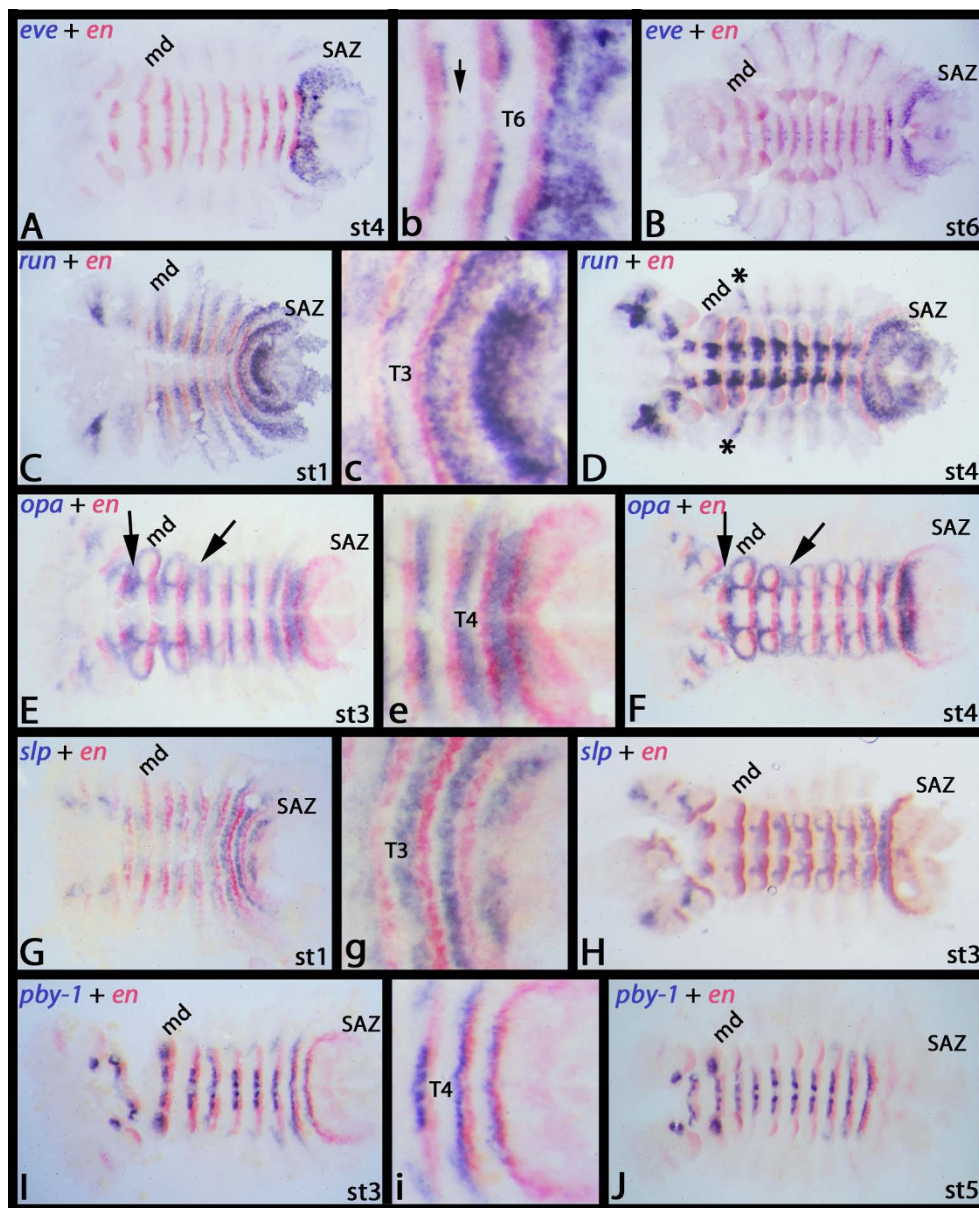 eve + en
md
SAZ
A
st4
T6
b
eve + en
md
SAZ
B
st6
run + en
md
SAZ
C
st1
T3
c
run + en
md
*
*
SAZ
D
st4
opa + en
md
SAZ
E
st3
T4
e
opa + en
md
SAZ
F
st4
slp + en
md
SAZ
G
st1
T3
g
slp + en
md
SAZ
H
st3
pby-1 + en
md
SAZ
I
st3
T4
i
pby-1 + en
md
SAZ
J
st5